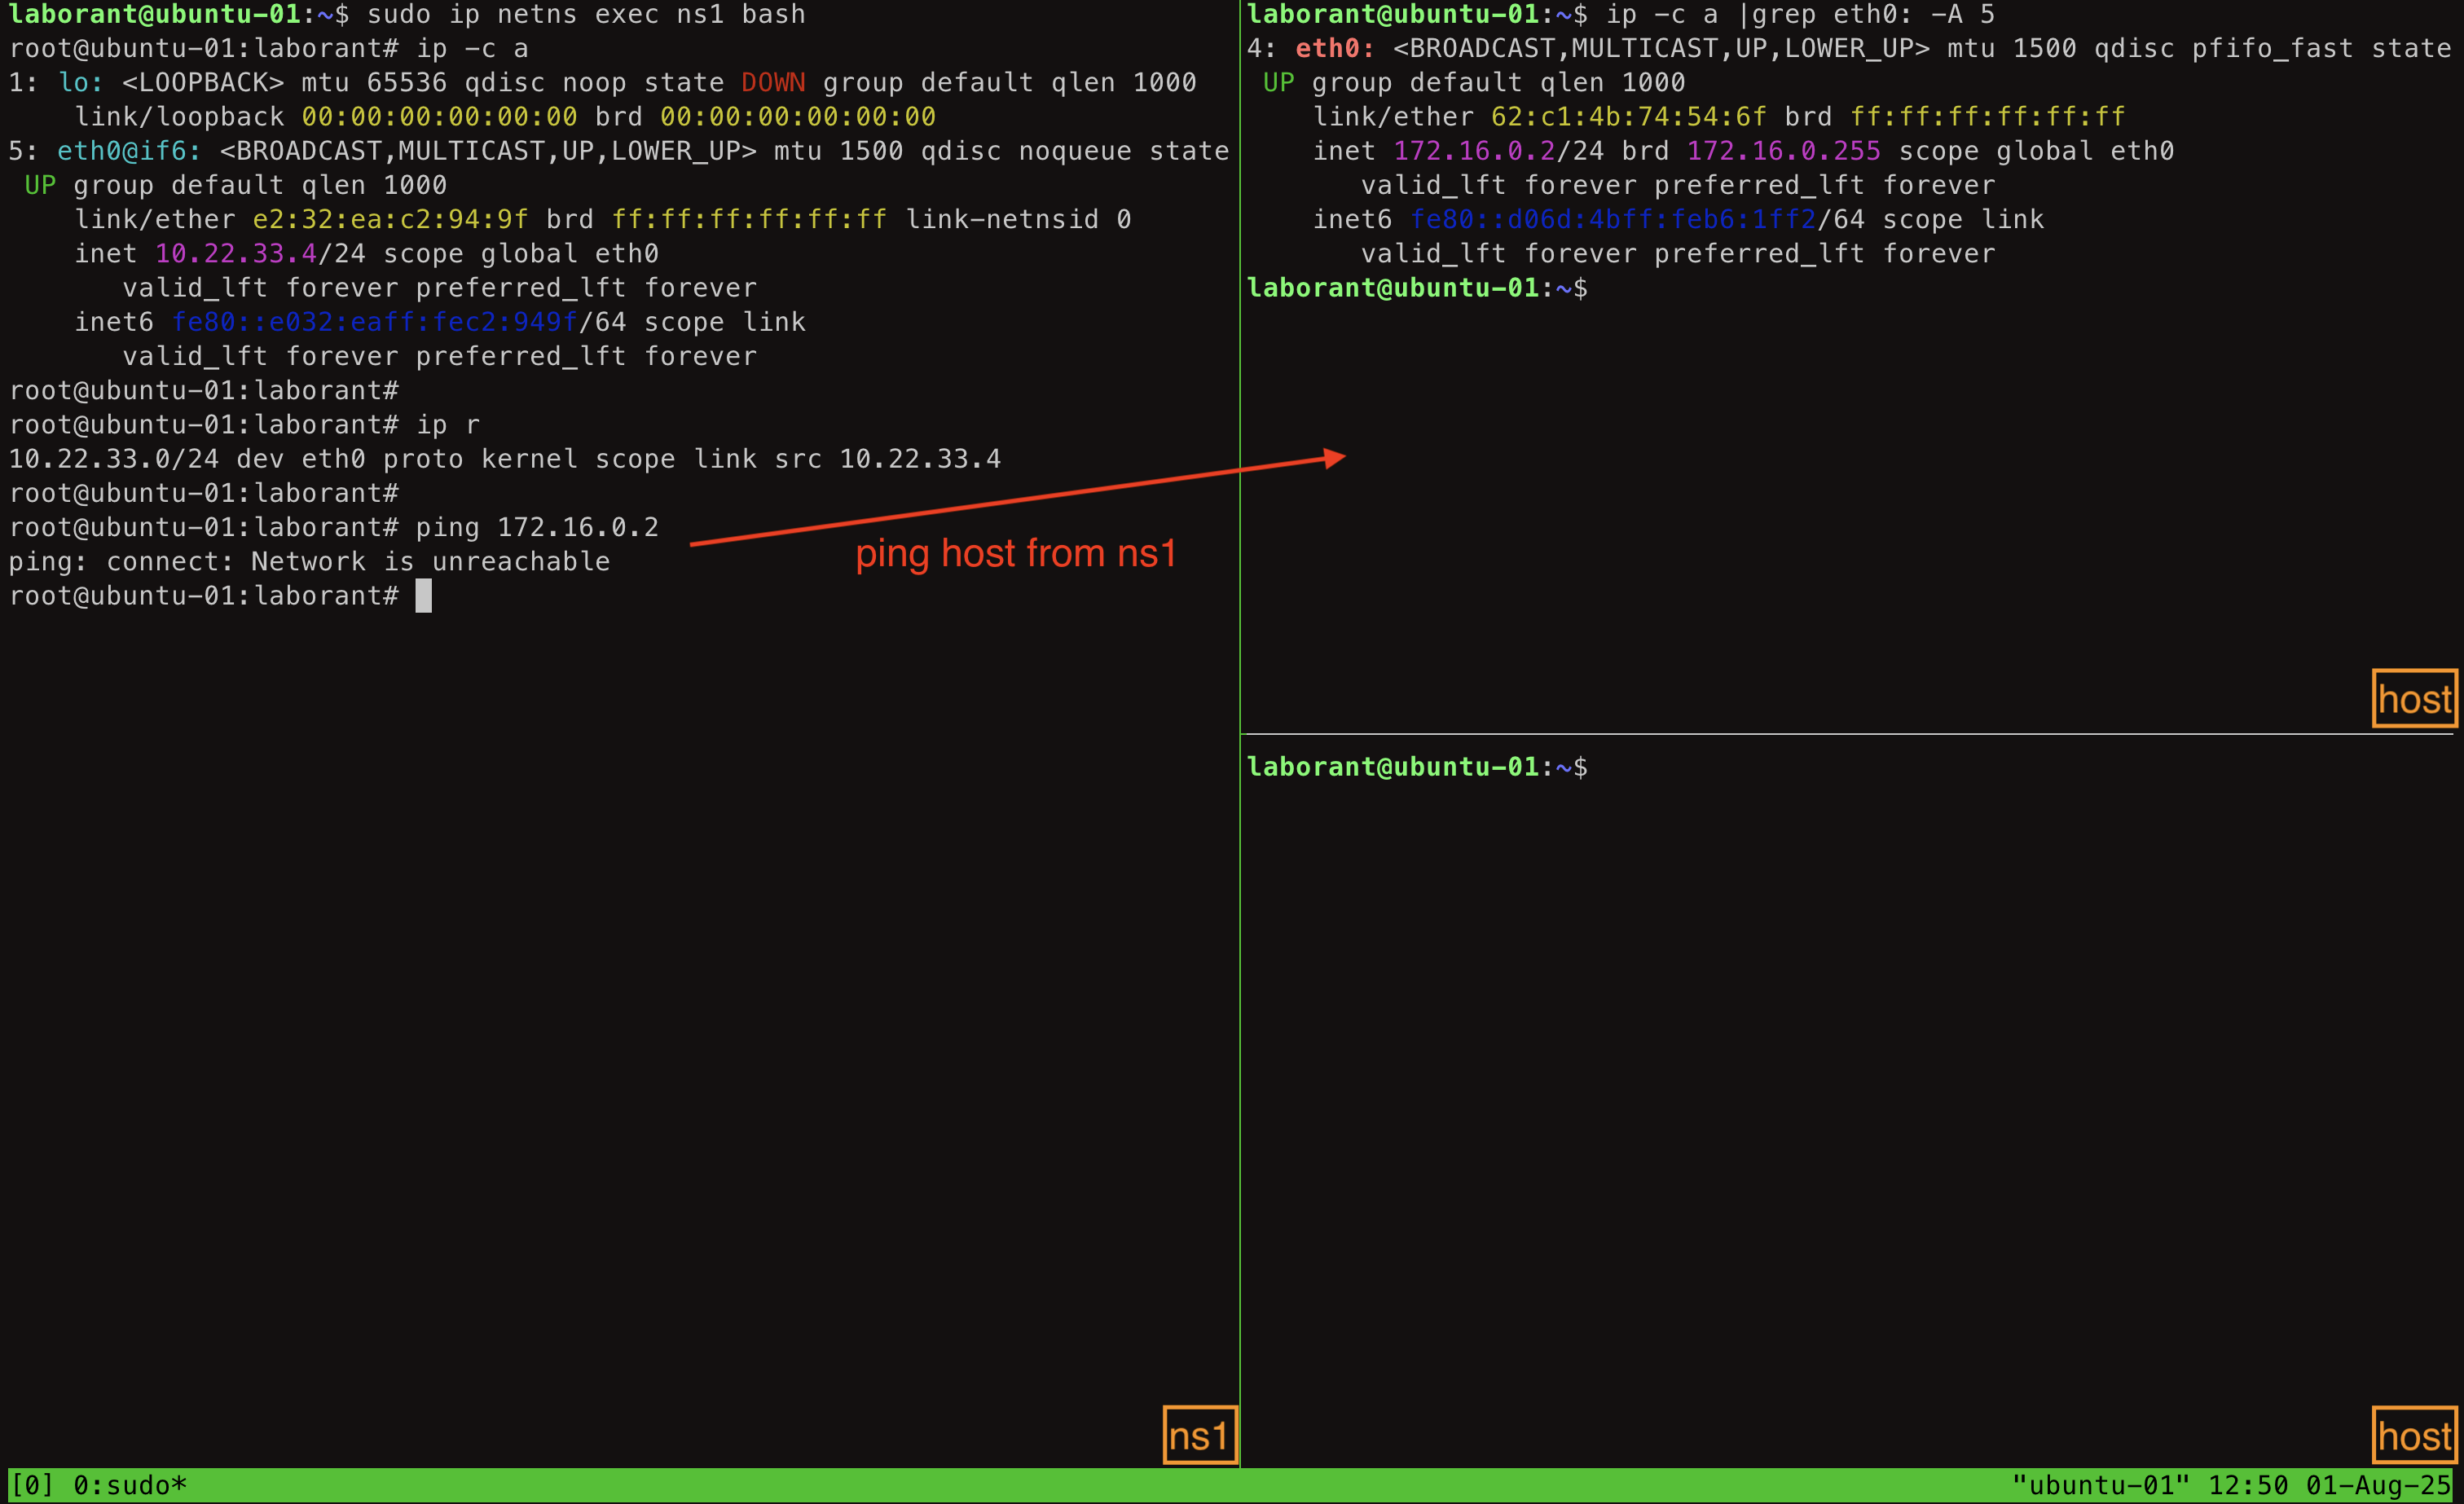 laborant@ubuntu-01:~$ sudo ip netns exec ns1 bash
root@ubuntu-01:laborant# ip -c a
1: lo: <LOOPBACK> mtu 65536 qdisc noop state DOWN group default qlen 1000
    link/loopback 00:00:00:00:00:00 brd 00:00:00:00:00:00
5: eth0@if6: <BROADCAST,MULTICAST,UP,LOWER_UP> mtu 1500 qdisc noqueue state
 UP group default qlen 1000
    link/ether e2:32:ea:c2:94:9f brd ff:ff:ff:ff:ff:ff link-netnsid 0
    inet 10.22.33.4/24 scope global eth0
       valid_lft forever preferred_lft forever
    inet6 fe80::e032:eaff:fec2:949f/64 scope link
       valid_lft forever preferred_lft forever
root@ubuntu-01:laborant#
root@ubuntu-01:laborant# ip r
10.22.33.0/24 dev eth0 proto kernel scope link src 10.22.33.4
root@ubuntu-01:laborant#
root@ubuntu-01:laborant# ping 172.16.0.2
ping: connect: Network is unreachable
root@ubuntu-01:laborant#
ping host from ns1
ns1
laborant@ubuntu-01:~$ ip -c a |grep eth0: -A 5
4: eth0: <BROADCAST,MULTICAST,UP,LOWER_UP> mtu 1500 qdisc pfifo_fast state
 UP group default qlen 1000
    link/ether 62:c1:4b:74:54:6f brd ff:ff:ff:ff:ff:ff
    inet 172.16.0.2/24 brd 172.16.0.255 scope global eth0
       valid_lft forever preferred_lft forever
    inet6 fe80::d06d:4bff:feb6:1ff2/64 scope link
       valid_lft forever preferred_lft forever
laborant@ubuntu-01:~$
host
laborant@ubuntu-01:~$
host
[0] 0:sudo* "ubuntu-01" 12:50 01-Aug-25